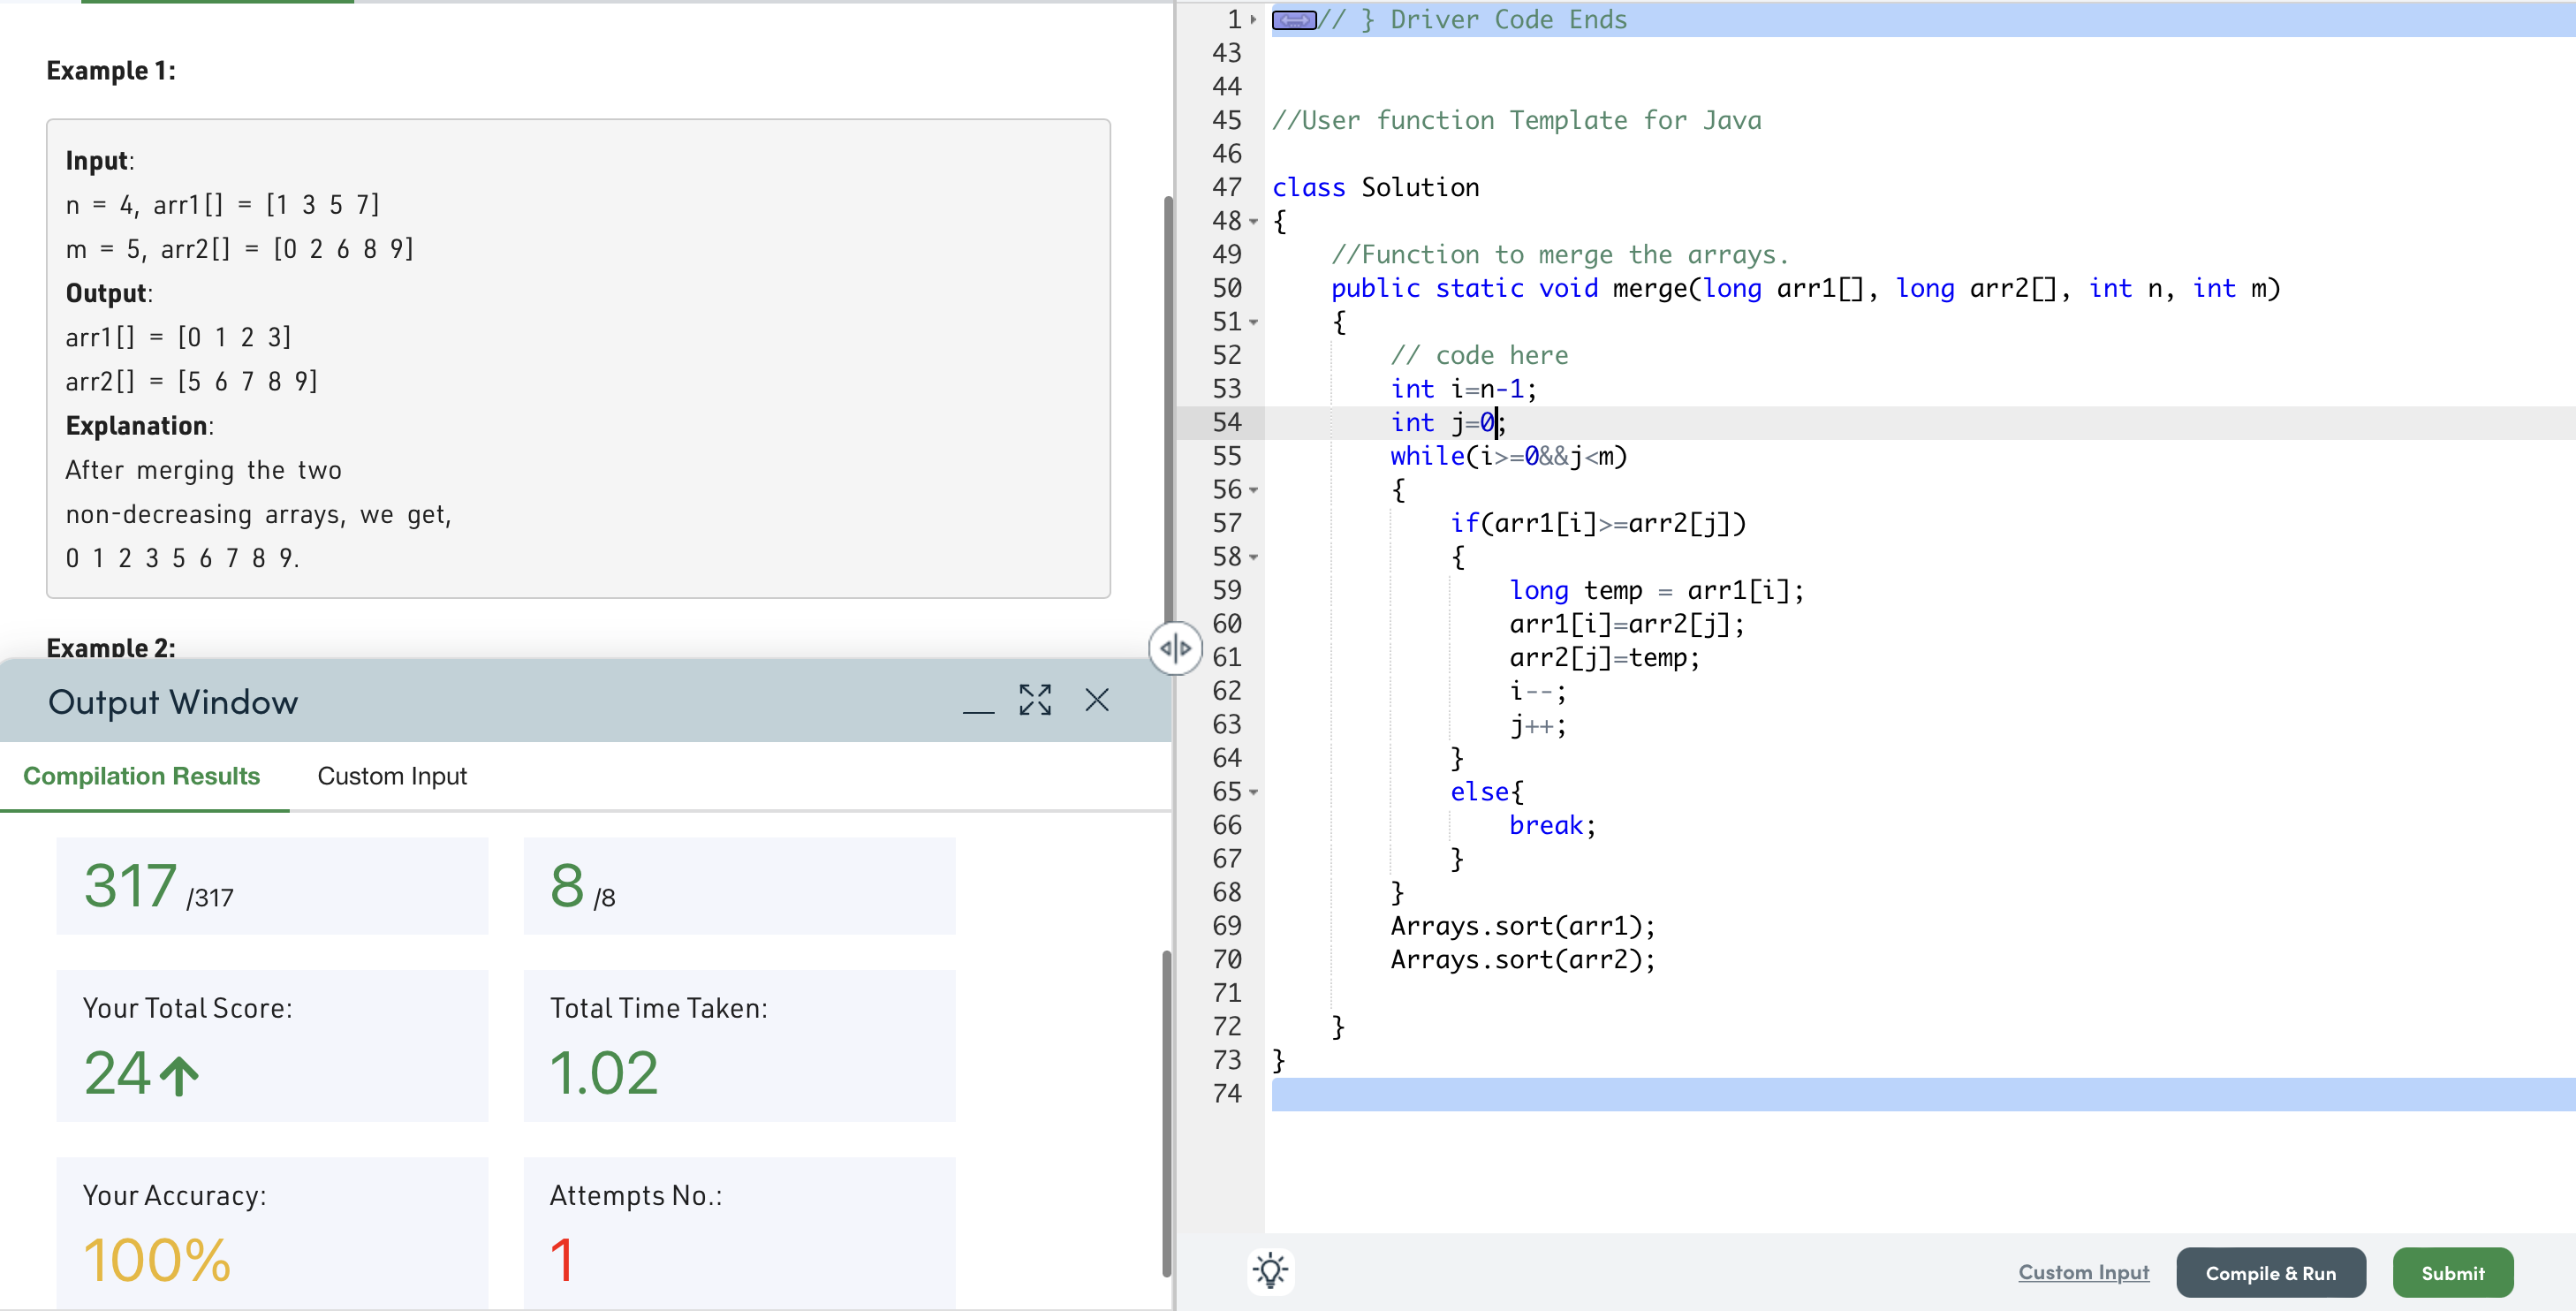 Example 1:
Input:
n = 4, arr1[] = [1 3 5 7]
m = 5, arr2[] = [0 2 6 8 9]
Output:
arr1[] = [0 1 2 3]
arr2[] = [5 6 7 8 9]
Explanation:
After merging the two
non-decreasing arrays, we get,
0 1 2 3 5 6 7 8 9.
Example 2:
Output Window
Compilation Results Custom Input
317 /317 8 /8
Your Total Score: Total Time Taken:
24 1.02
Your Accuracy: Attempts No.:
100% 1
1 // } Driver Code Ends
43
44
45 //User function Template for Java
46
47 class Solution
48 {
49     //Function to merge the arrays.
50     public static void merge(long arr1[], long arr2[], int n, int m)
51     {
52         // code here
53         int i=n-1;
54         int j=0;
55         while(i>=0&&j<m)
56         {
57             if(arr1[i]>=arr2[j])
58             {
59                 long temp = arr1[i];
60                 arr1[i]=arr2[j];
61                 arr2[j]=temp;
62                 i--;
63                 j++;
64             }
65             else{
66                 break;
67             }
68         }
69         Arrays.sort(arr1);
70         Arrays.sort(arr2);
71
72     }
73 }
74
Custom Input Compile & Run Submit